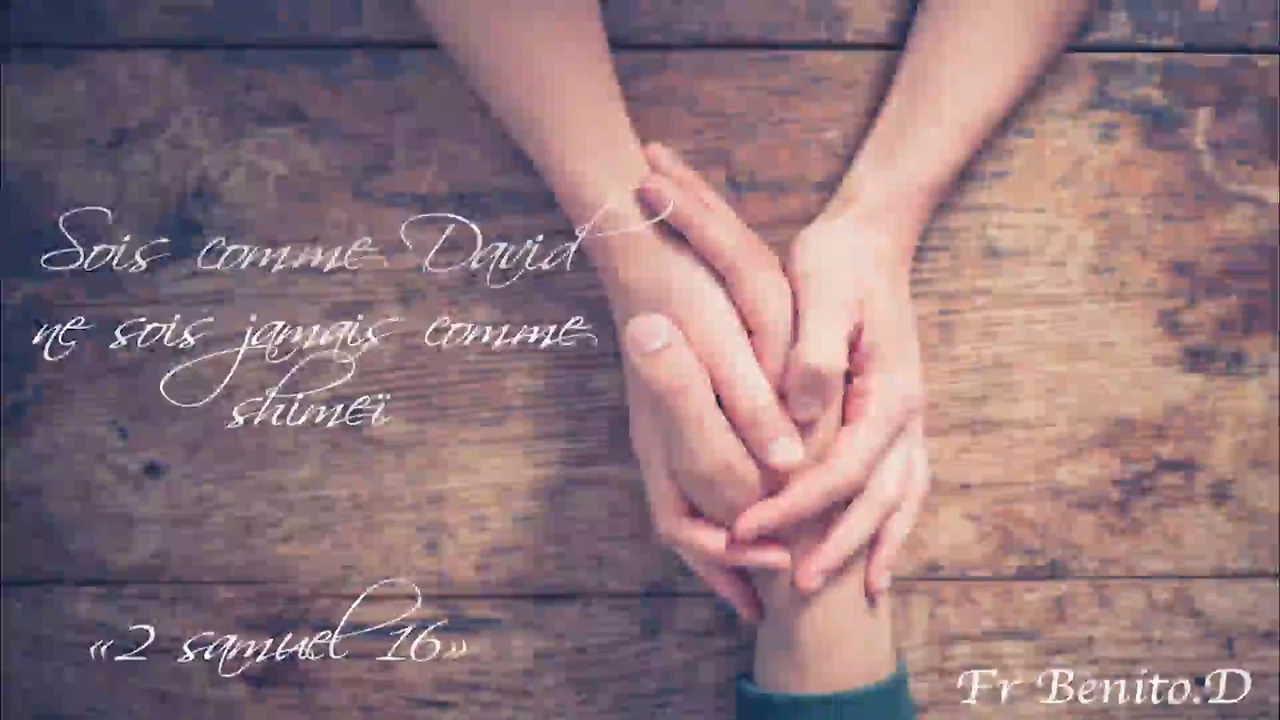 Sois comme David
ne sois jamais comme
shimeï
«2 samuel 16»
Fr Benito.D